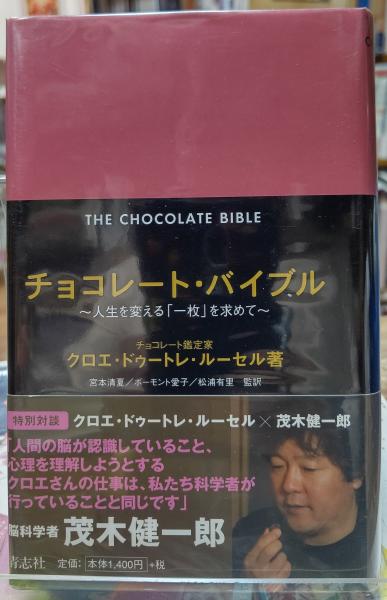 THE CHOCOLATE BIBLE
チョコレート・バイブル
〜人生を変える「一枚」を求めて〜
チョコレート鑑定家
クロエ・ドゥートレ・ルーセル著
宮本清夏/ボーモント愛子/松浦有里 監訳
特別対談 クロエ・ドゥートレ・ルーセル×茂木健一郎
「人間の脳が認識していること、
心理を理解しようとする
クロエさんの仕事は、私たち科学者が
行っていることと同じです」
脳科学者 茂木健一郎
青志社 定価:本体1,400円+税